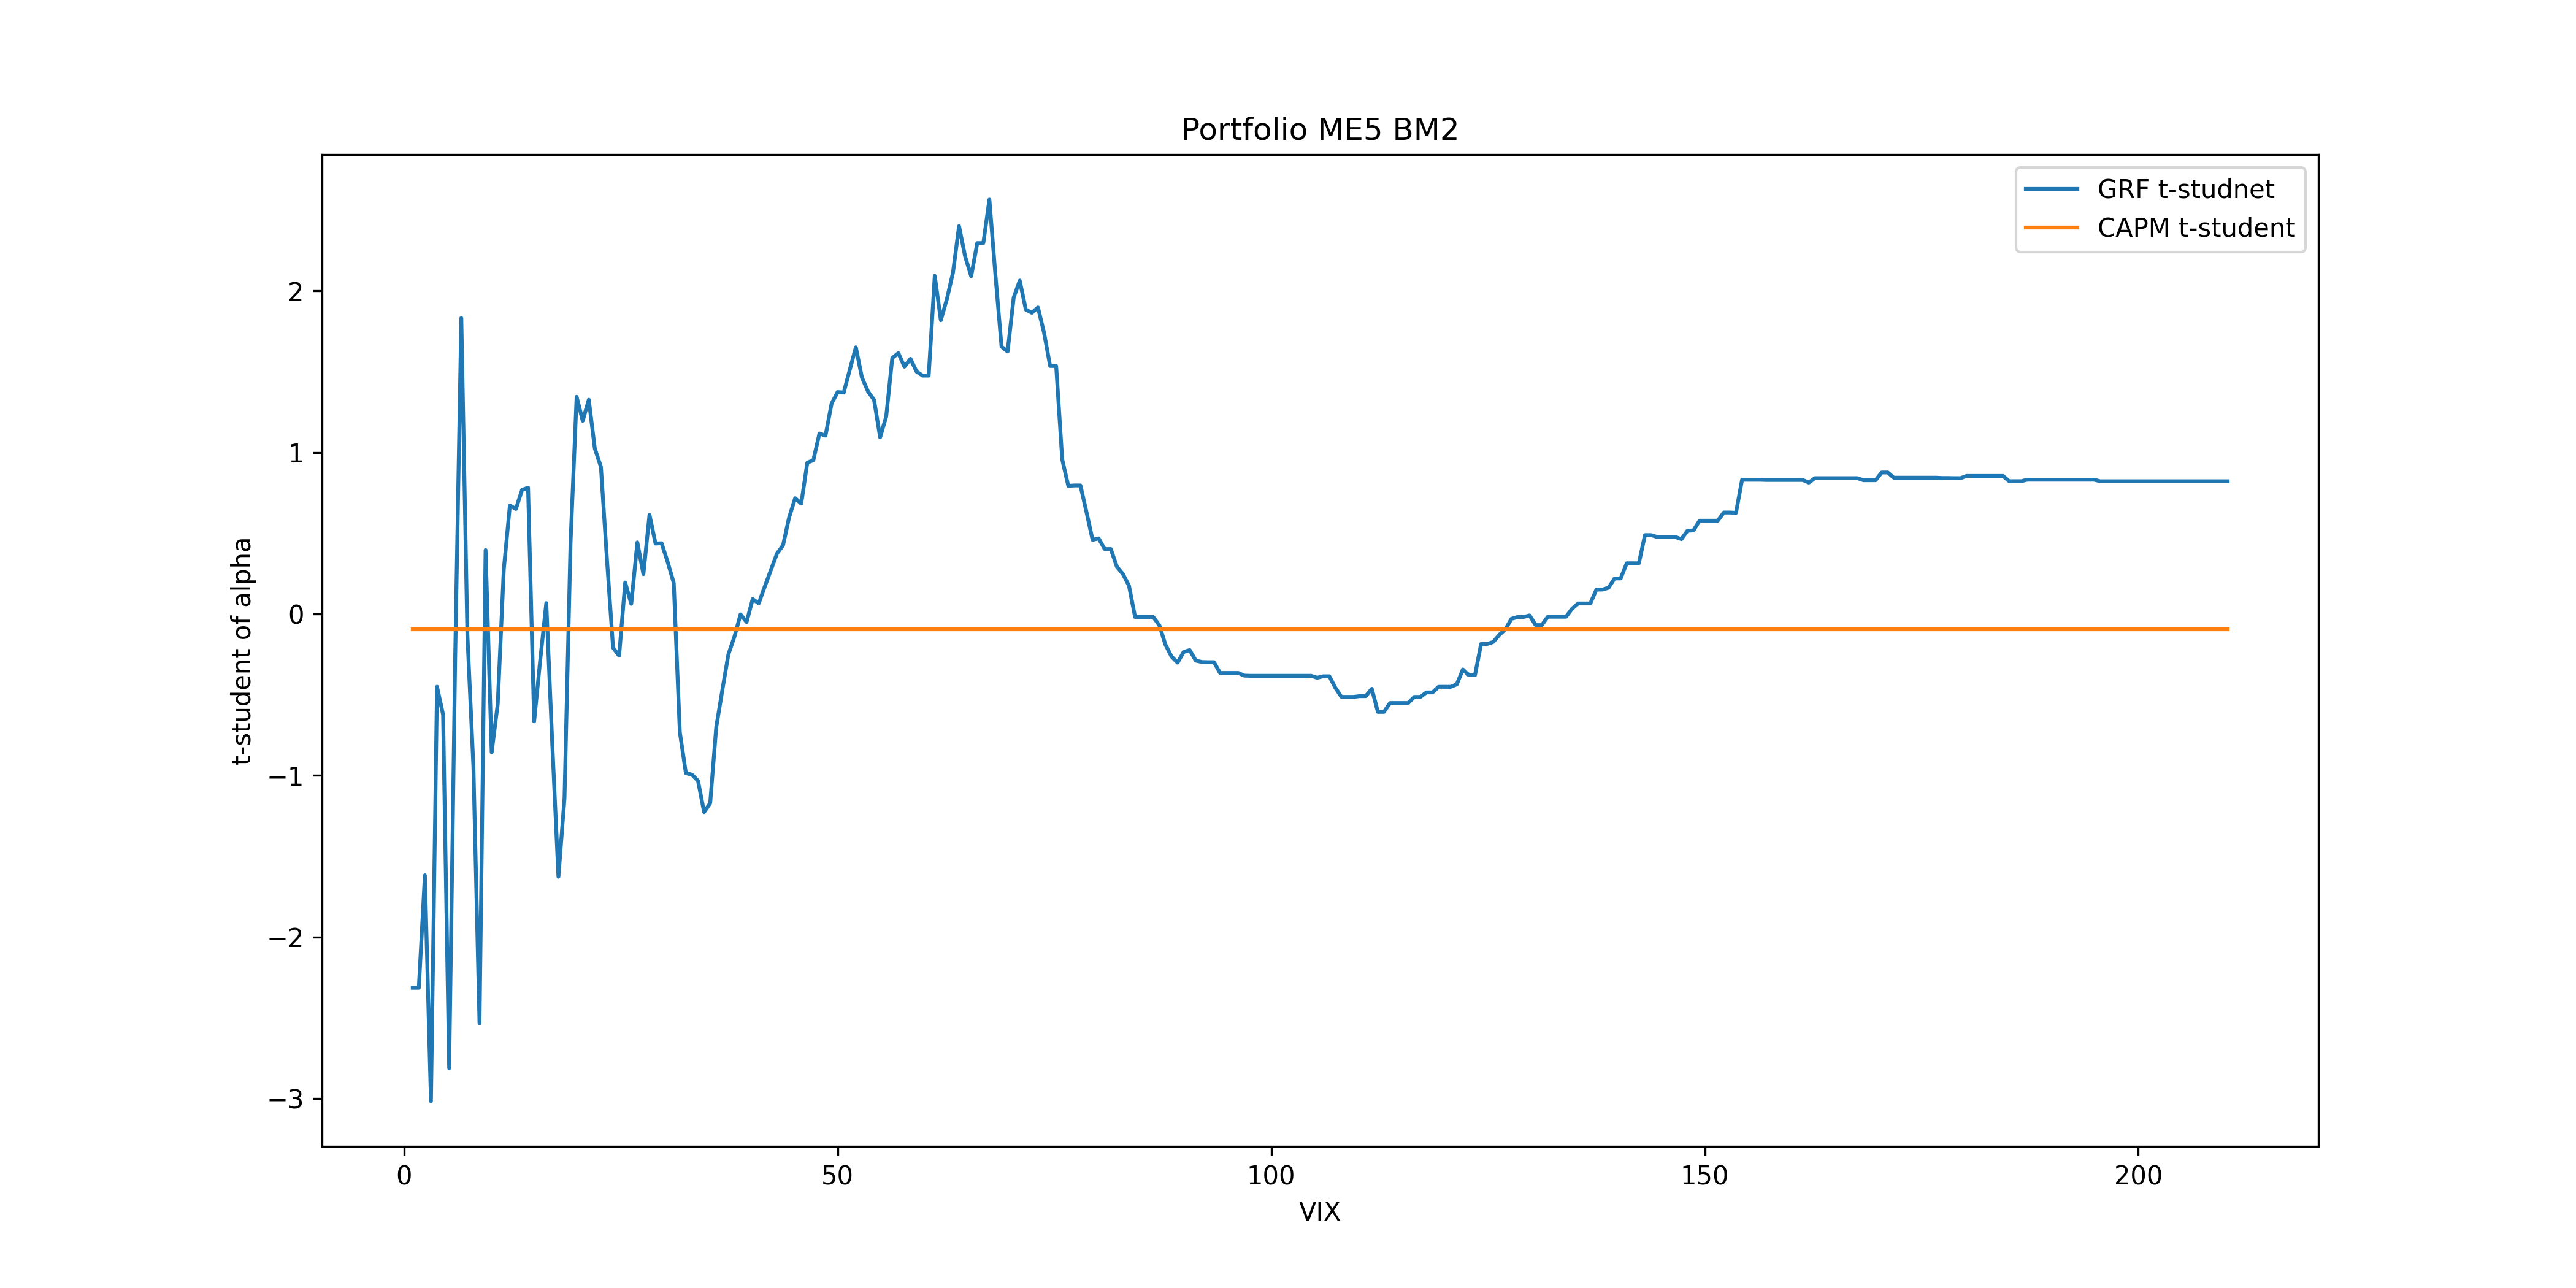 Portfolio ME5 BM2
GRF t-studnet
CAPM t-student
t-student of alpha
2
1
0
−1
−2
−3
0 50 100 150 200
VIX